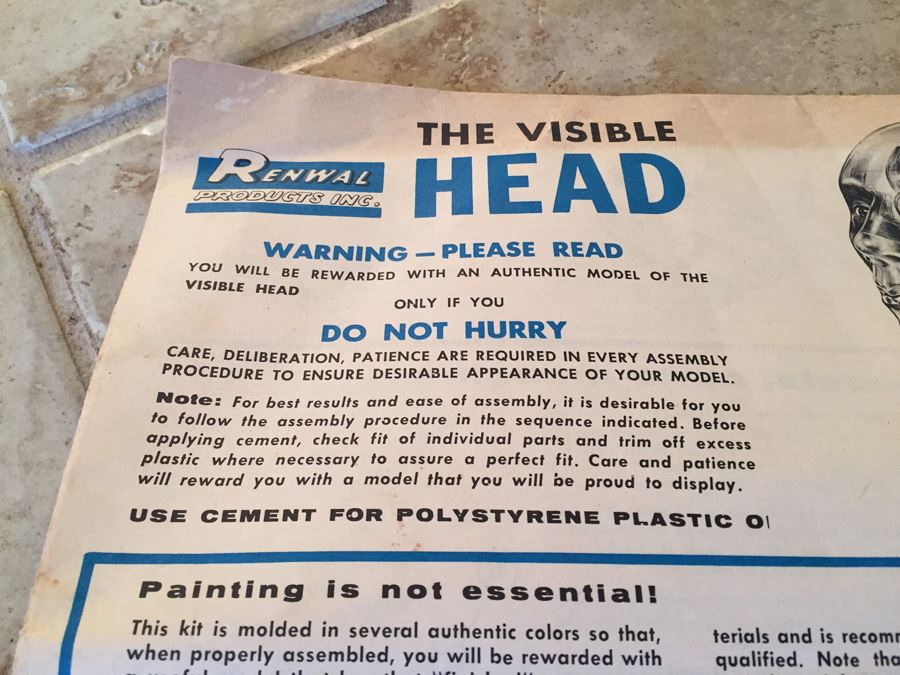 THE VISIBLE
HEAD
RENWAL
PRODUCTS INC.
WARNING – PLEASE READ
YOU WILL BE REWARDED WITH AN AUTHENTIC MODEL OF THE
VISIBLE HEAD
ONLY IF YOU
DO NOT HURRY
CARE, DELIBERATION, PATIENCE ARE REQUIRED IN EVERY ASSEMBLY
PROCEDURE TO ENSURE DESIRABLE APPEARANCE OF YOUR MODEL.
Note: For best results and ease of assembly, it is desirable for you
to follow the assembly procedure in the sequence indicated. Before
applying cement, check fit of individual parts and trim off excess
plastic where necessary to assure a perfect fit. Care and patience
will reward you with a model that you will be proud to display.
USE CEMENT FOR POLYSTYRENE PLASTIC
Painting is not essential!
This kit is molded in several authentic colors so that,
when properly assembled, you will be rewarded with
terials and is recom
qualified. Note tha